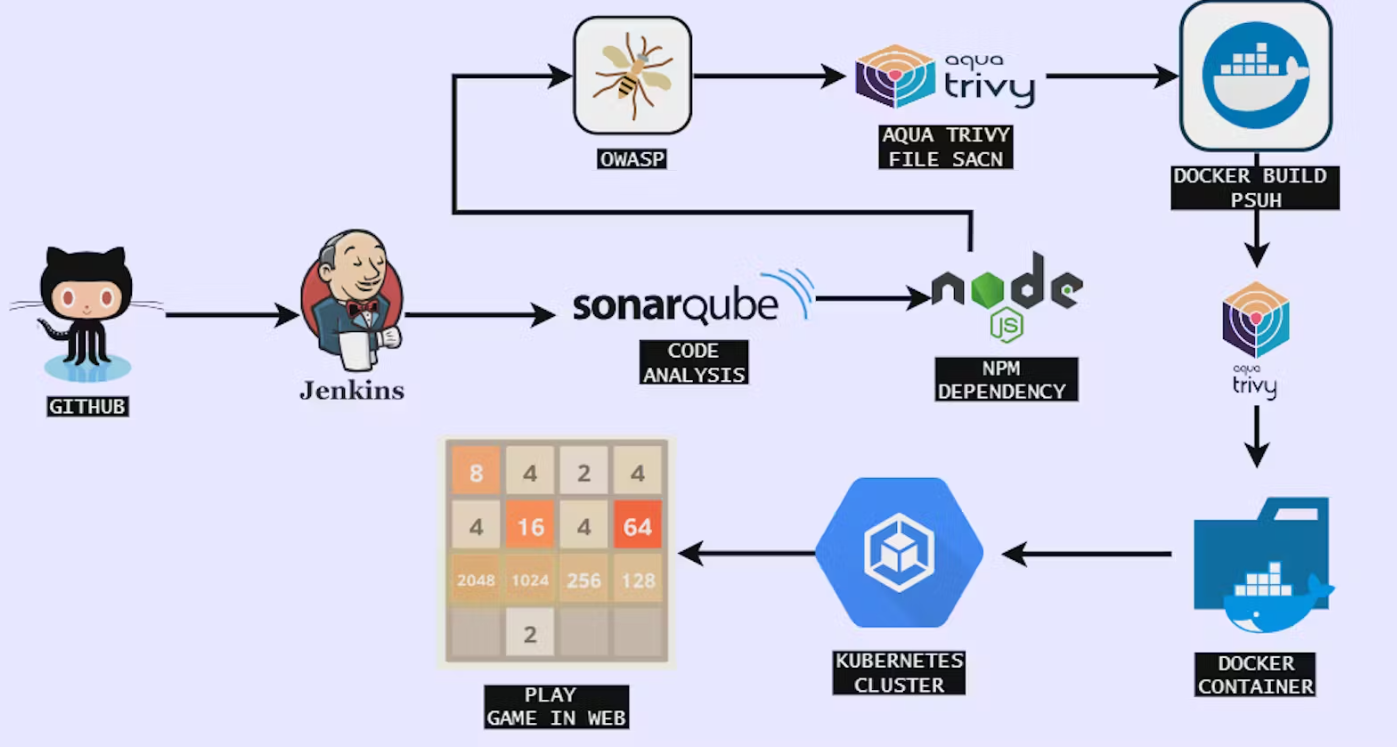 OWASP
aqua
trivy
AQUA TRIVY
FILE SACN
DOCKER BUILD
PSUH
GITHUB
Jenkins
sonarqube
CODE
ANALYSIS
node
JS
NPM
DEPENDENCY
aqua
trivy
DOCKER
CONTAINER
KUBERNETES
CLUSTER
8 4 2 4
4 16 4 64
2048 1024 256 128
2
PLAY
GAME IN WEB